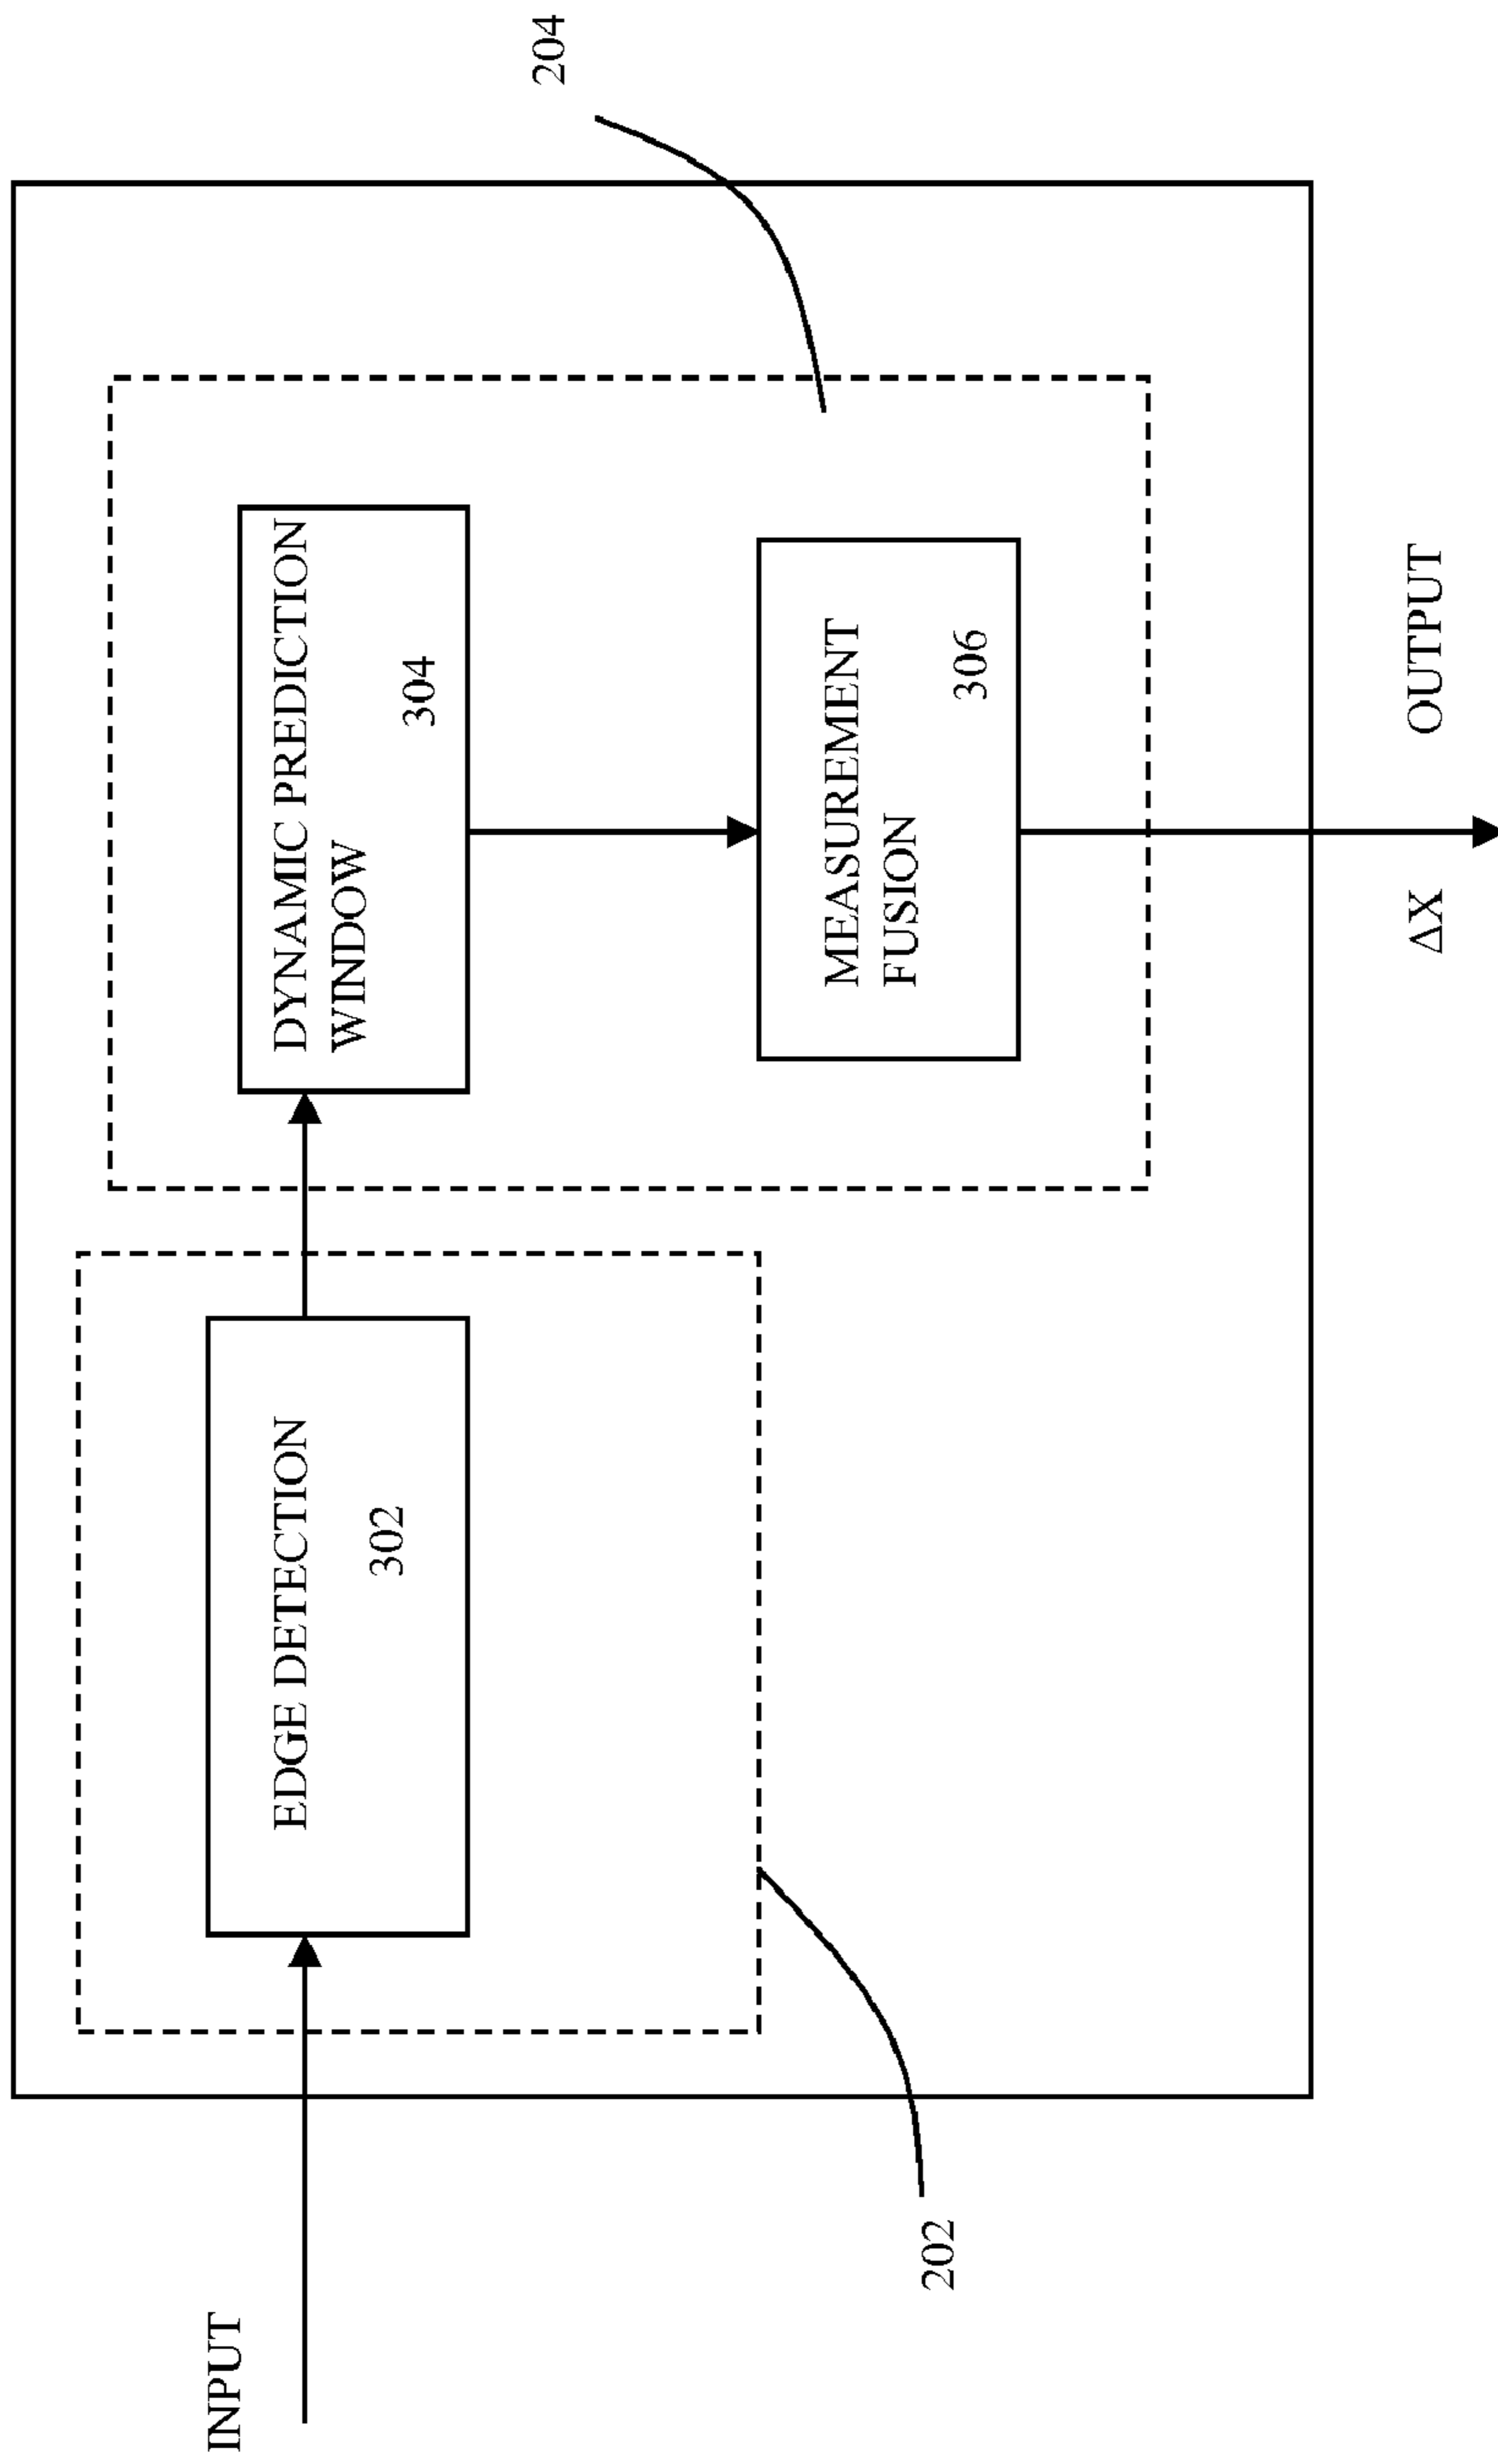 INPUT
EDGE DETECTION
302
202
DYNAMIC PREDICTION
WINDOW
304
MEASUREMENT
FUSION
306
204
ΔX
OUTPUT